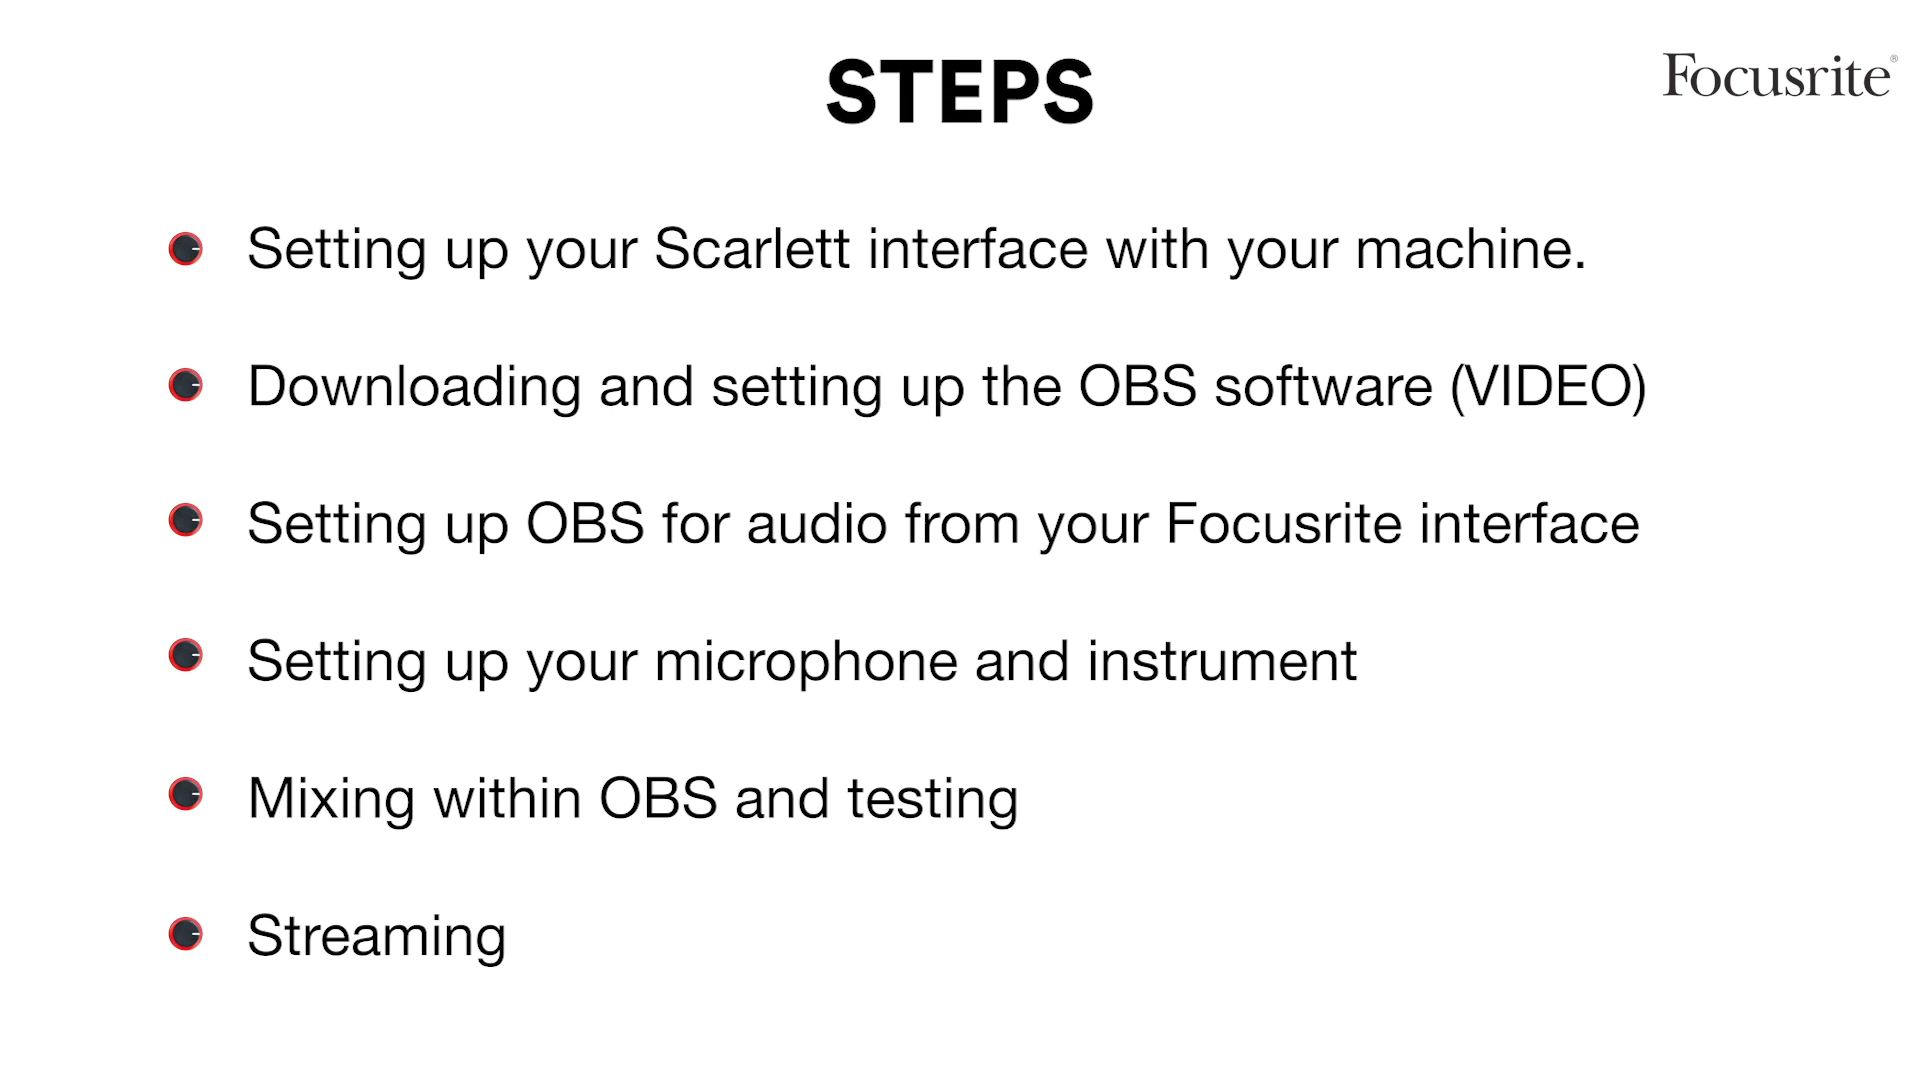 STEPS
Focusrite®
Setting up your Scarlett interface with your machine.
Downloading and setting up the OBS software (VIDEO)
Setting up OBS for audio from your Focusrite interface
Setting up your microphone and instrument
Mixing within OBS and testing
Streaming